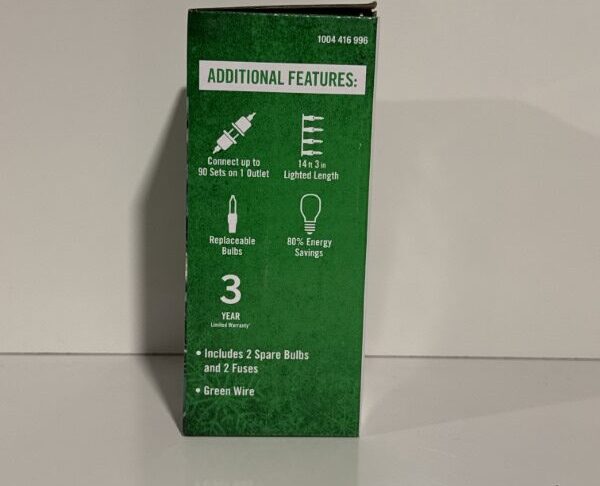 1004 416 996
ADDITIONAL FEATURES:
Connect up to
90 Sets on 1 Outlet
14 ft 3 in
Lighted Length
Replaceable
Bulbs
80% Energy
Savings
3
YEAR
Limited Warranty*
• Includes 2 Spare Bulbs
and 2 Fuses
• Green Wire